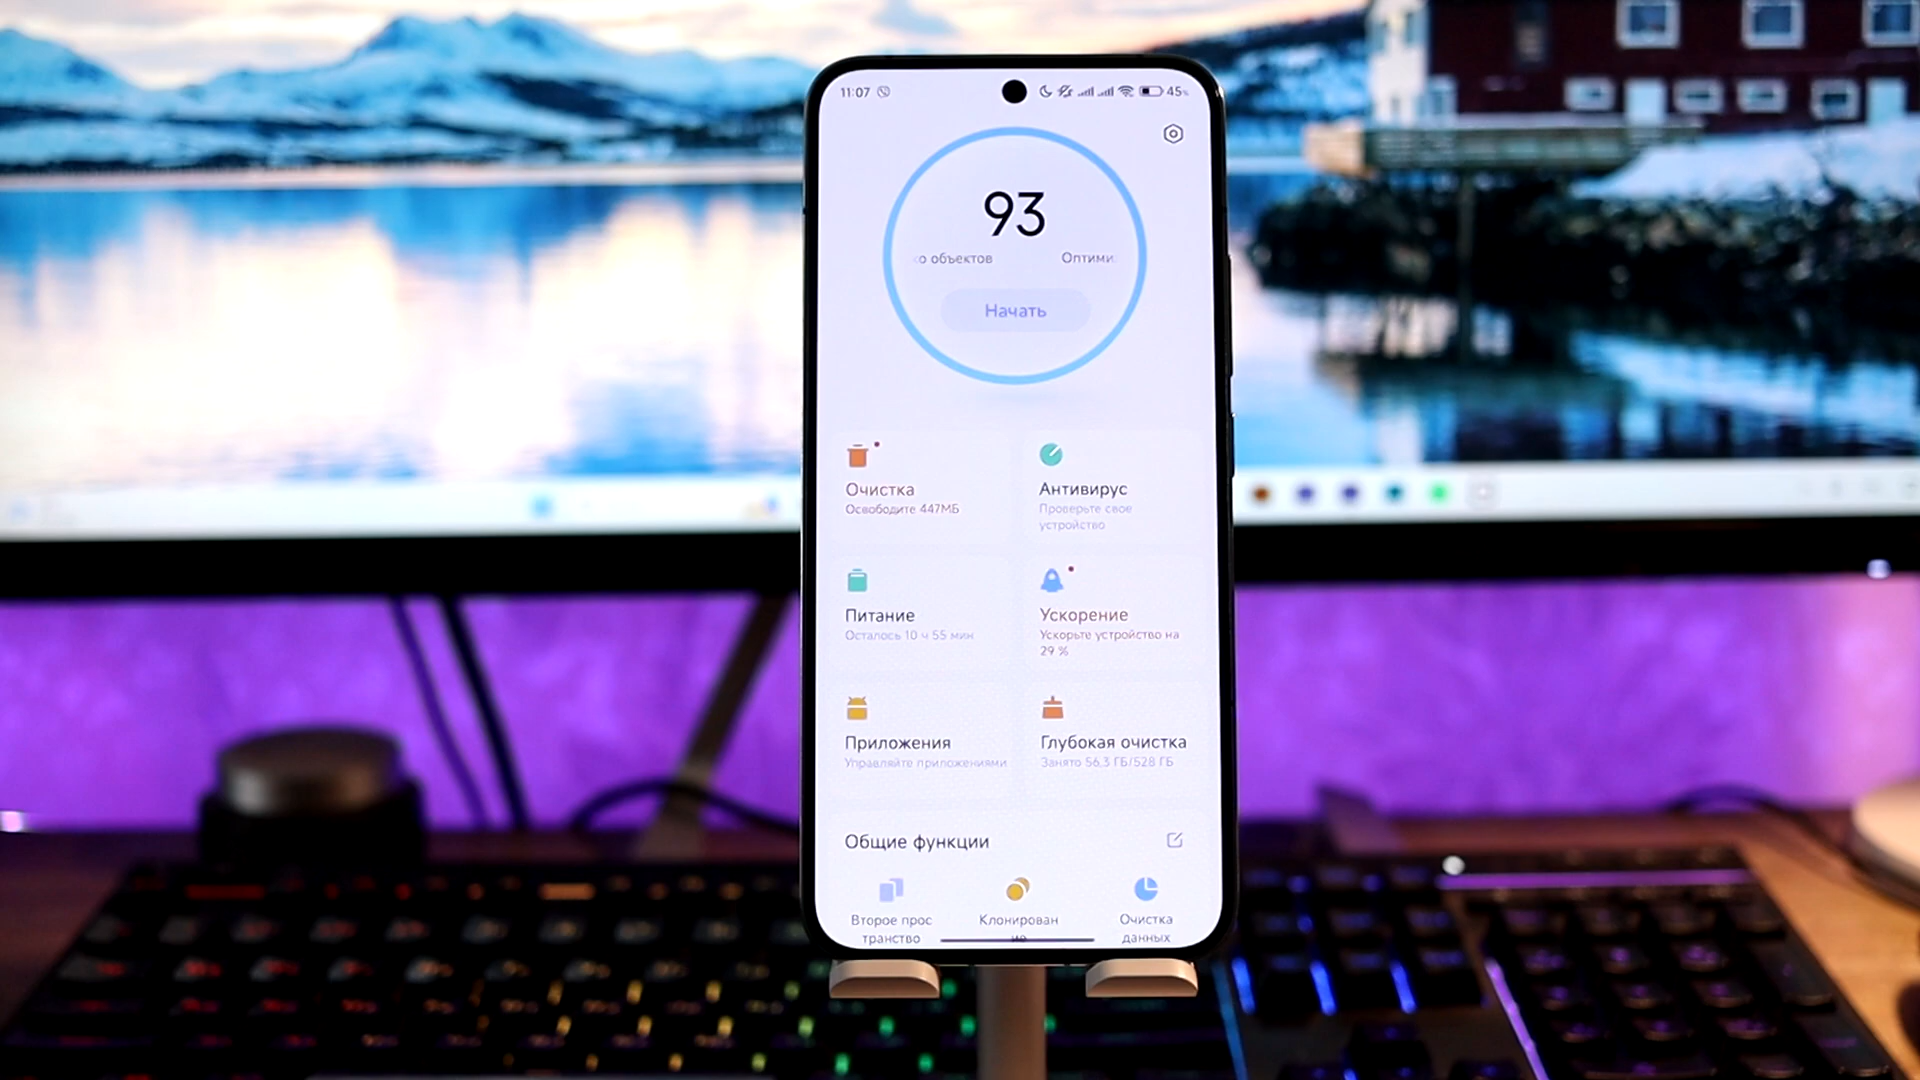 11:07 45%
93
о объектов Оптими
Начать
Очистка
Освободите 447МБ
Антивирус
Проверьте свое
устройство
Питание
Осталось 10 ч 55 мин
Ускорение
Ускорьте устройство на
29 %
Приложения
Управляйте приложениями
Глубокая очистка
Занято 56,3 ГБ/528 ГБ
Общие функции
Второе прос
транство
Клонирован
ие
Очистка
данных